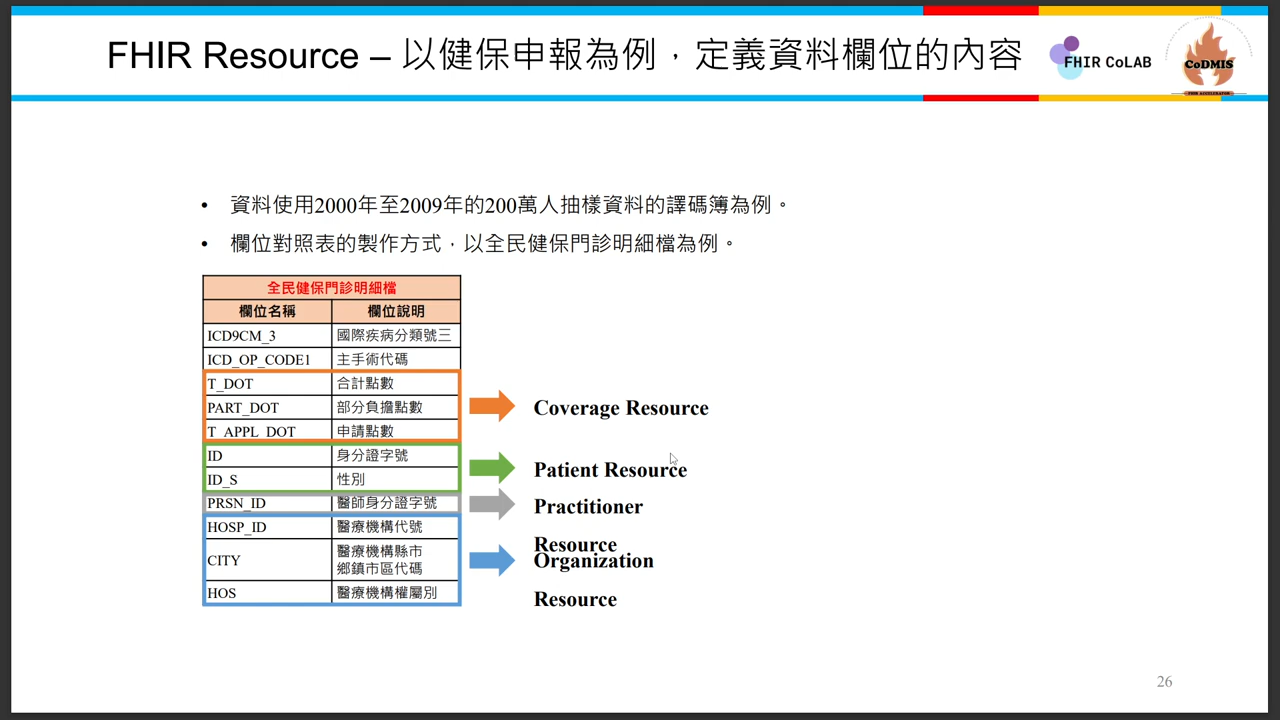 FHIR Resource – 以健保申報為例，定義資料欄位的內容
FHIR CoLAB
CoDMIS
FHIR ACCELERATOR
• 資料使用2000年至2009年的200萬人抽樣資料的譯碼簿為例。
• 欄位對照表的製作方式，以全民健保門診明細檔為例。
全民健保門診明細檔
欄位名稱 欄位說明
ICD9CM_3 國際疾病分類號三
ICD_OP_CODE1 主手術代碼
T_DOT 合計點數
PART_DOT 部分負擔點數
T_APPL_DOT 申請點數
Coverage Resource
ID 身分證字號
ID_S 性別
Patient Resource
PRSN_ID 醫師身分證字號
Practitioner
Resource
HOSP_ID 醫療機構代號
CITY 醫療機構縣市
鄉鎮市區代碼
HOS 醫療機構權屬別
Organization
Resource
26